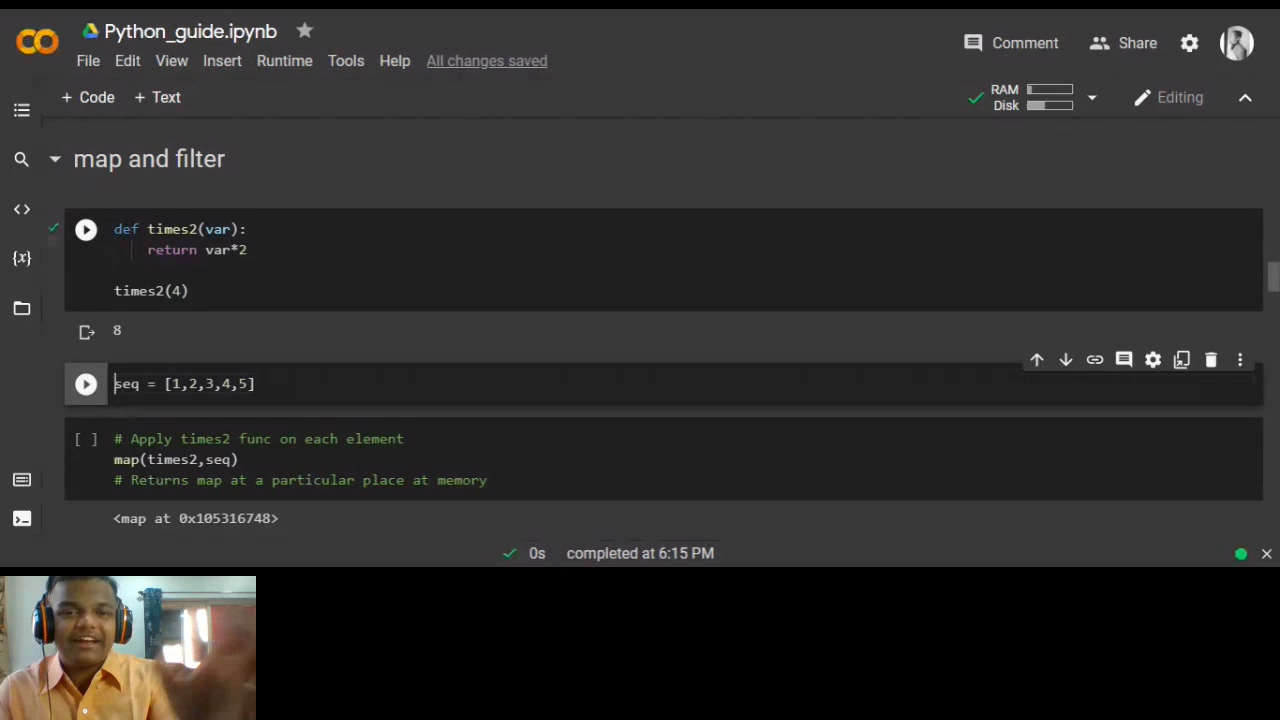 Python_guide.ipynb
File Edit View Insert Runtime Tools Help All changes saved
Comment Share
+ Code + Text
RAM
Disk
Editing
map and filter
def times2(var):
return var*2
times2(4)
8
seq = [1,2,3,4,5]
[ ] # Apply times2 func on each element
map(times2,seq)
# Returns map at a particular place at memory
<map at 0x105316748>
0s completed at 6:15 PM